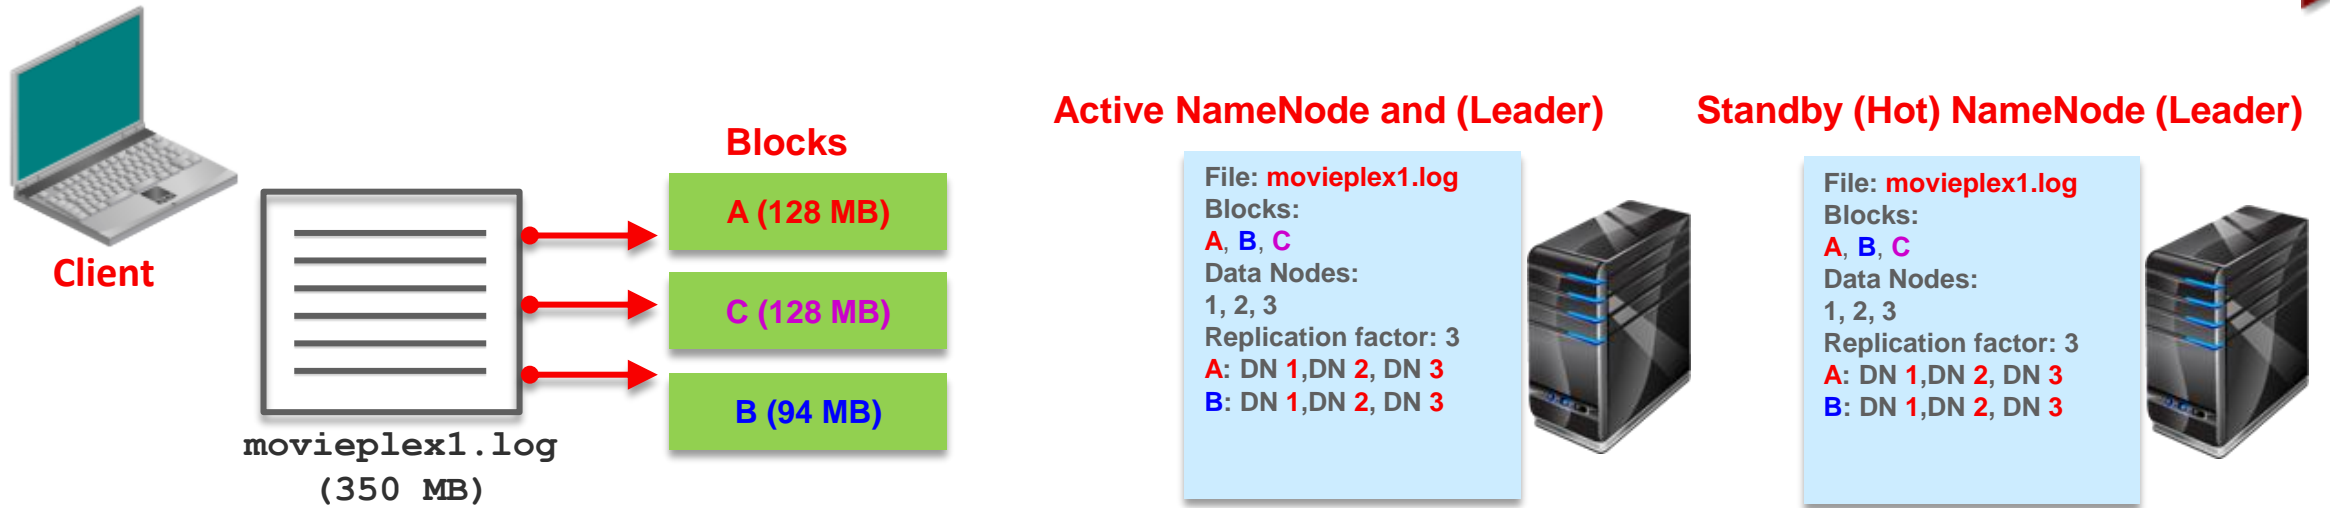 Client
movieplex1.log
(350 MB)
Blocks
A (128 MB)
C (128 MB)
B (94 MB)
Active NameNode and (Leader)
File: movieplex1.log
Blocks:
A, B, C
Data Nodes:
1, 2, 3
Replication factor: 3
A: DN 1,DN 2, DN 3
B: DN 1,DN 2, DN 3
Standby (Hot) NameNode (Leader)
File: movieplex1.log
Blocks:
A, B, C
Data Nodes:
1, 2, 3
Replication factor: 3
A: DN 1,DN 2, DN 3
B: DN 1,DN 2, DN 3